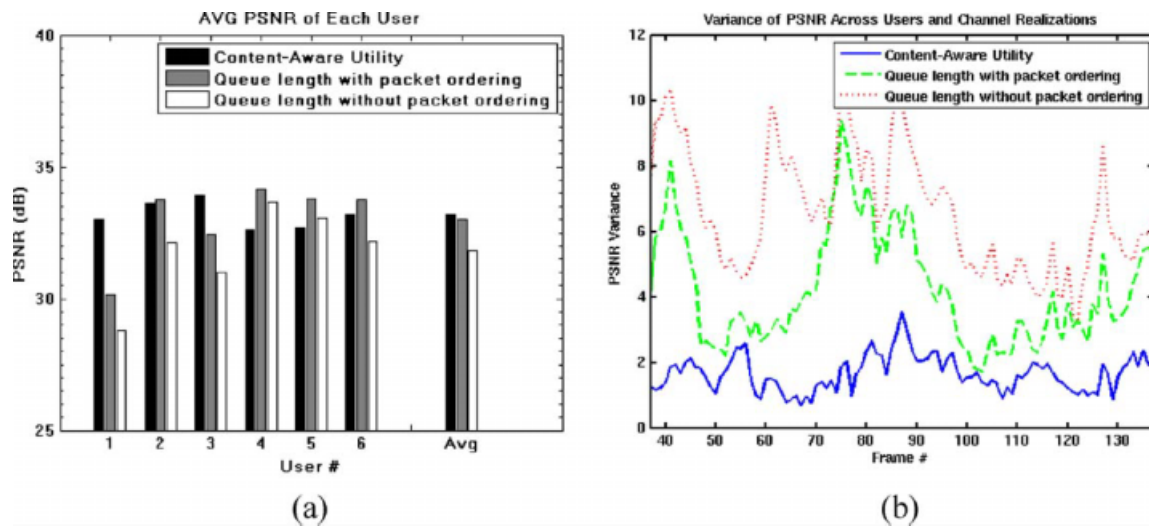 AVG PSNR of Each User
40
35
30
25
PSNR (dB)
Content-Aware Utility
Queue length with packet ordering
Queue length without packet ordering
1 2 3 4 5 6 Avg
User #
(a)
Variance of PSNR Across Users and Channel Realizations
12
10
8
6
4
2
0
PSNR Variance
Content-Aware Utility
Queue length with packet ordering
Queue length without packet ordering
40 50 60 70 80 90 100 110 120 130
Frame #
(b)